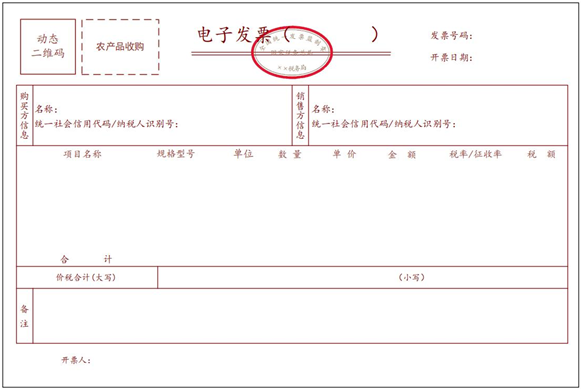 动态
二维码
农产品收购
电子发票（ ）
发票号码：
开票日期：
购买方信息
名称：
统一社会信用代码/纳税人识别号：
销售方信息
名称：
统一社会信用代码/纳税人识别号：
项目名称 规格型号 单位 数 量 单 价 金 额 税率/征收率 税 额
合 计
价税合计(大写) (小写)
备注
开票人：